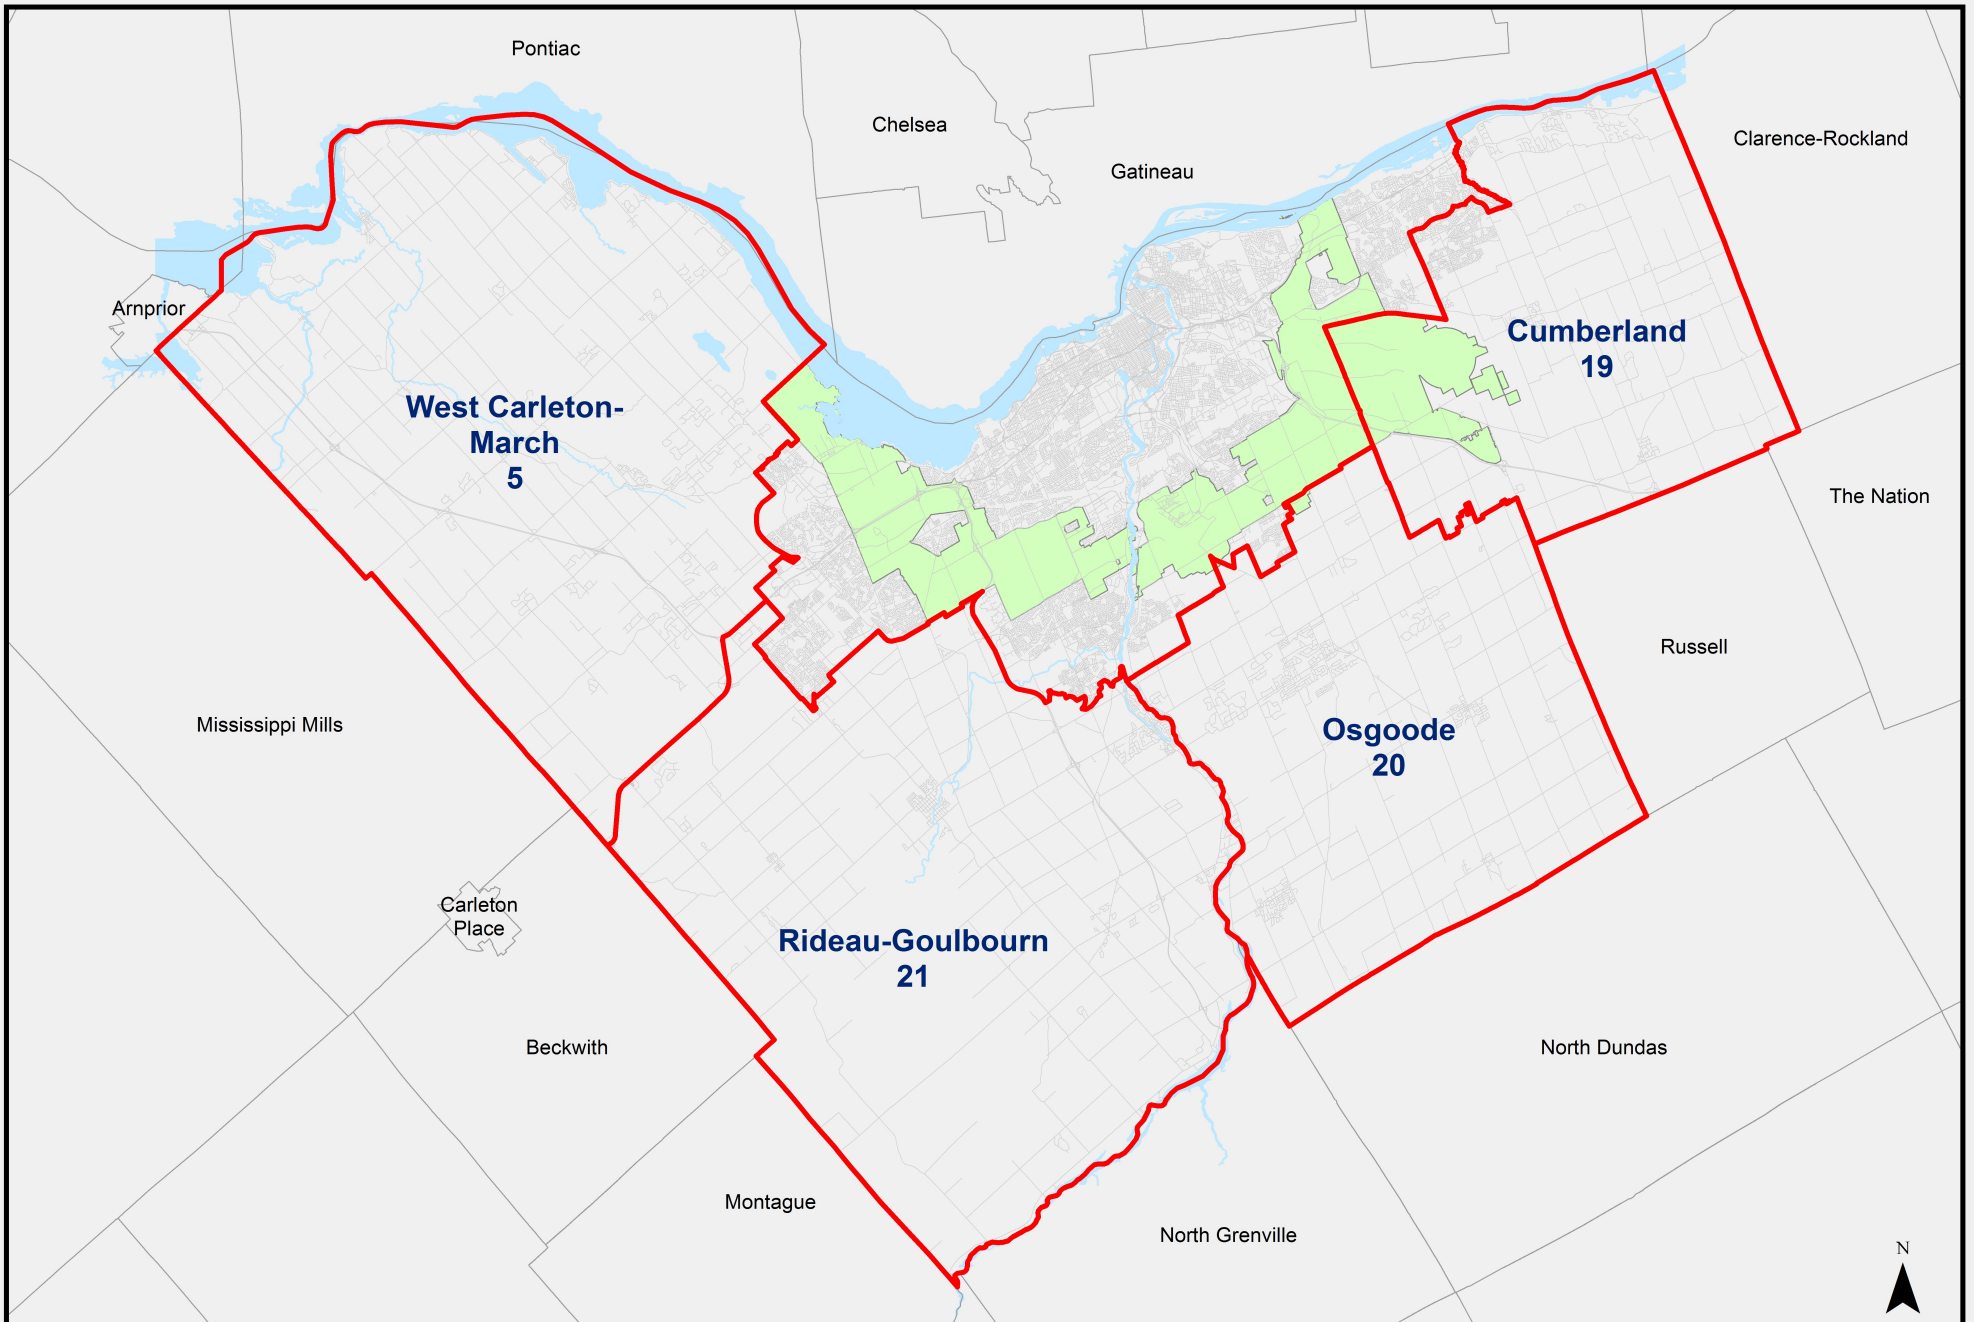 Pontiac
Chelsea
Clarence-Rockland
Gatineau
Arnprior
Cumberland
19
West Carleton-
March
5
The Nation
Russell
Mississippi Mills
Osgoode
20
Carleton
Place
Rideau-Goulbourn
21
Beckwith
North Dundas
Montague
North Grenville
N